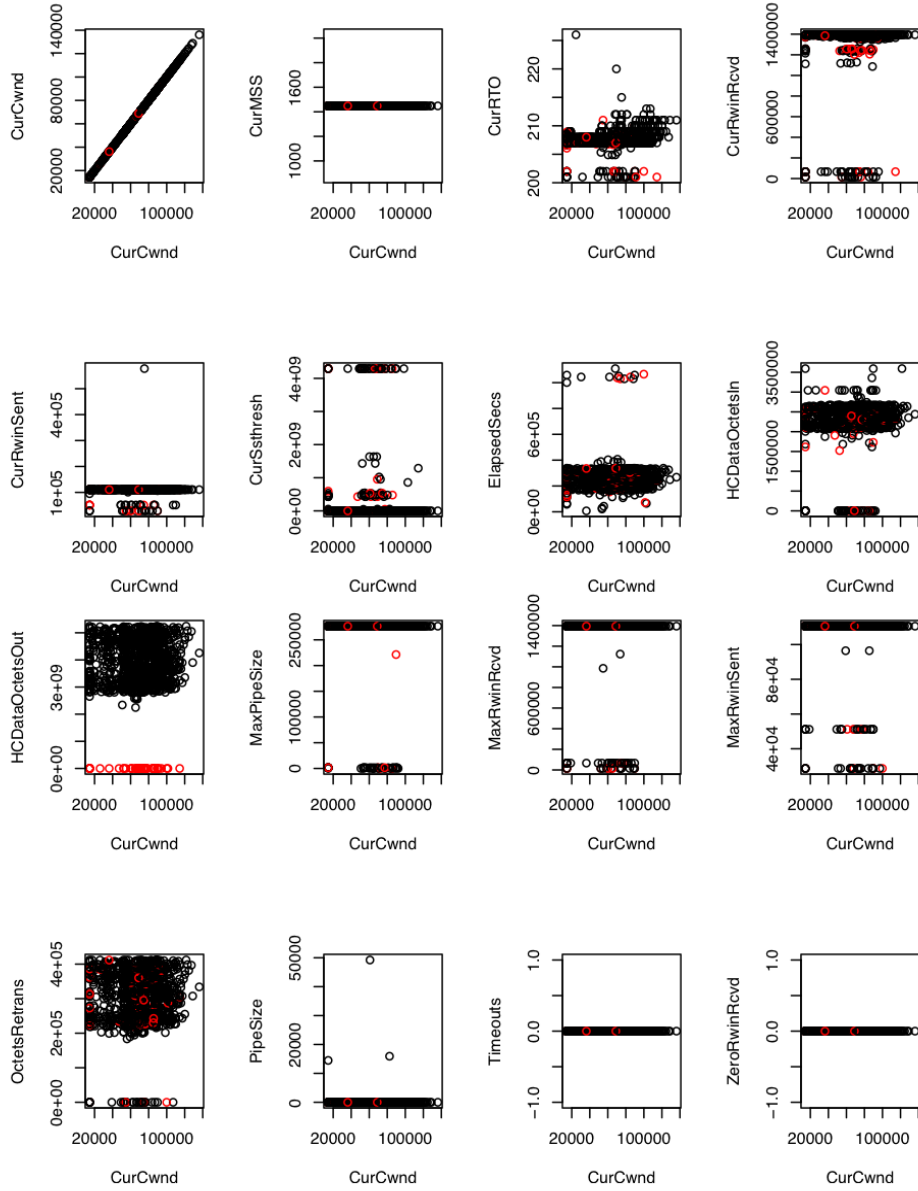 CurCwnd
20000 80000 140000
20000 100000
CurCwnd
CurMSS
1000 1600
20000 100000
CurCwnd
CurRTO
200 210 220
20000 100000
CurCwnd
CurRwinRcvd
0 600000 1400000
20000 100000
CurCwnd
CurRwinSent
1e+05 4e+05
20000 100000
CurCwnd
CurSsthresh
0e+00 2e+09 4e+09
20000 100000
CurCwnd
ElapsedSecs
0e+00 6e+05
20000 100000
CurCwnd
HCDataOctetsIn
0 1500000 3500000
20000 100000
CurCwnd
HCDataOctetsOut
0e+00 3e+09
20000 100000
CurCwnd
MaxPipeSize
0 100000 250000
20000 100000
CurCwnd
MaxRwinRcvd
0 600000 1400000
20000 100000
CurCwnd
MaxRwinSent
4e+04 8e+04
20000 100000
CurCwnd
OctetsRetrans
0e+00 2e+05 4e+05
20000 100000
CurCwnd
PipeSize
0 20000 50000
20000 100000
CurCwnd
Timeouts
−1.0 0.0 1.0
20000 100000
CurCwnd
ZeroRwinRcvd
−1.0 0.0 1.0
20000 100000
CurCwnd